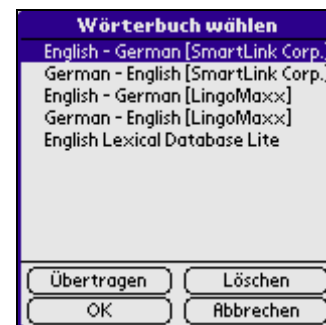 Wörterbuch wählen
English - German [SmartLink Corp.]
German - English [SmartLink Corp.]
English - German [LingoMaxx]
German - English [LingoMaxx]
English Lexical Database Lite
Übertragen Löschen
OK Abbrechen